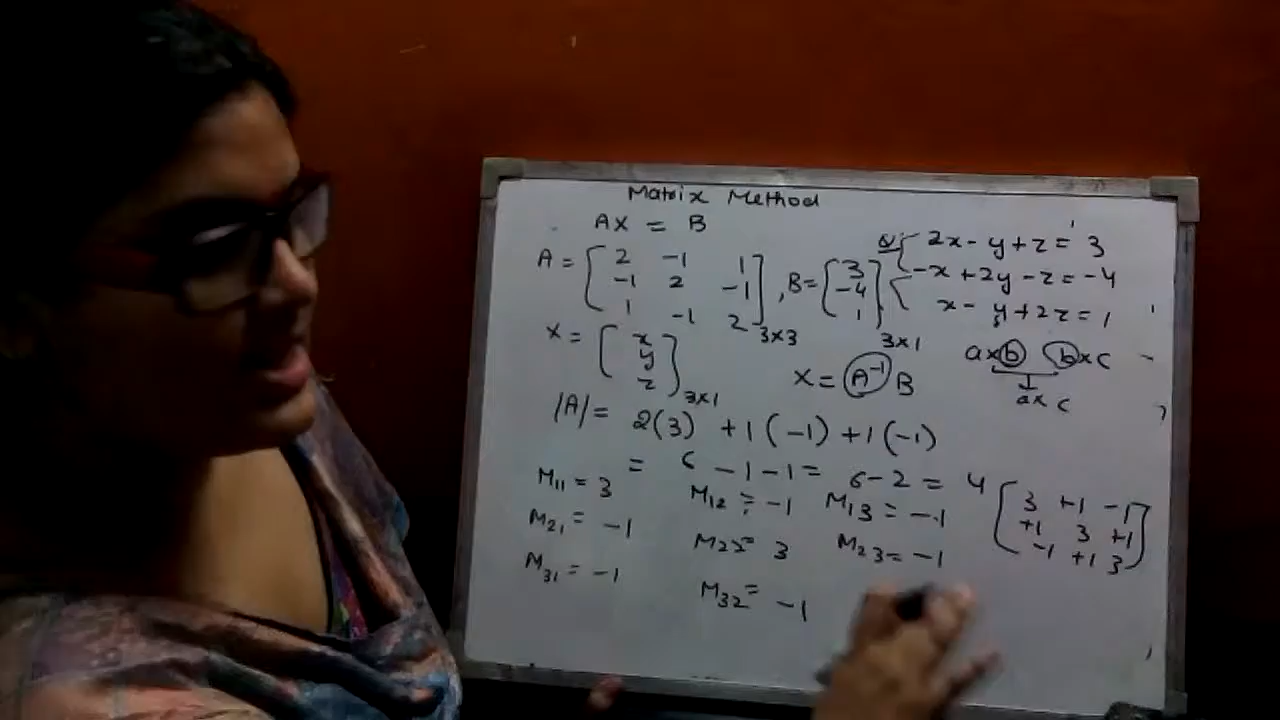 Matrix Method
AX = B
Q 2x - y + z = 3
-x + 2y - z = -4
x - y + 2z = 1
A = [ 2 -1 1
-1 2 -1
1 -1 2 ] 3x3
, B = [ 3
-4
1 ] 3x1
X = [ x
y
z ] 3x1
X = A⁻¹ B
axb bxc
axc
|A| = 2(3) +1(-1) +1(-1)
= 6 -1 -1 = 6-2 = 4
M11 = 3 M12 = -1 M13 = -1
M21 = -1 M22 = 3 M23 = -1
M31 = -1 M32 = -1
[ 3 +1 -1
+1 3 +1
-1 +1 3 ]